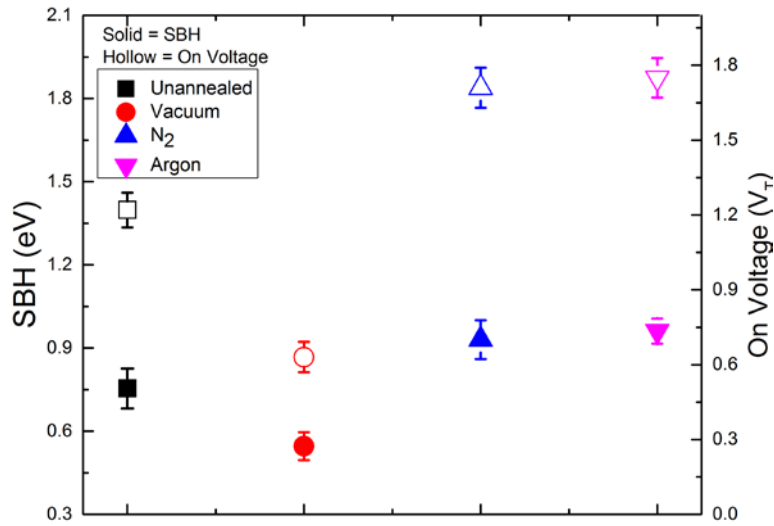 Solid = SBH
Hollow = On Voltage
Unannealed
Vacuum
N2
Argon
SBH (eV)
2.1
1.8
1.5
1.2
0.9
0.6
0.3
On Voltage (VT)
1.8
1.5
1.2
0.9
0.6
0.3
0.0